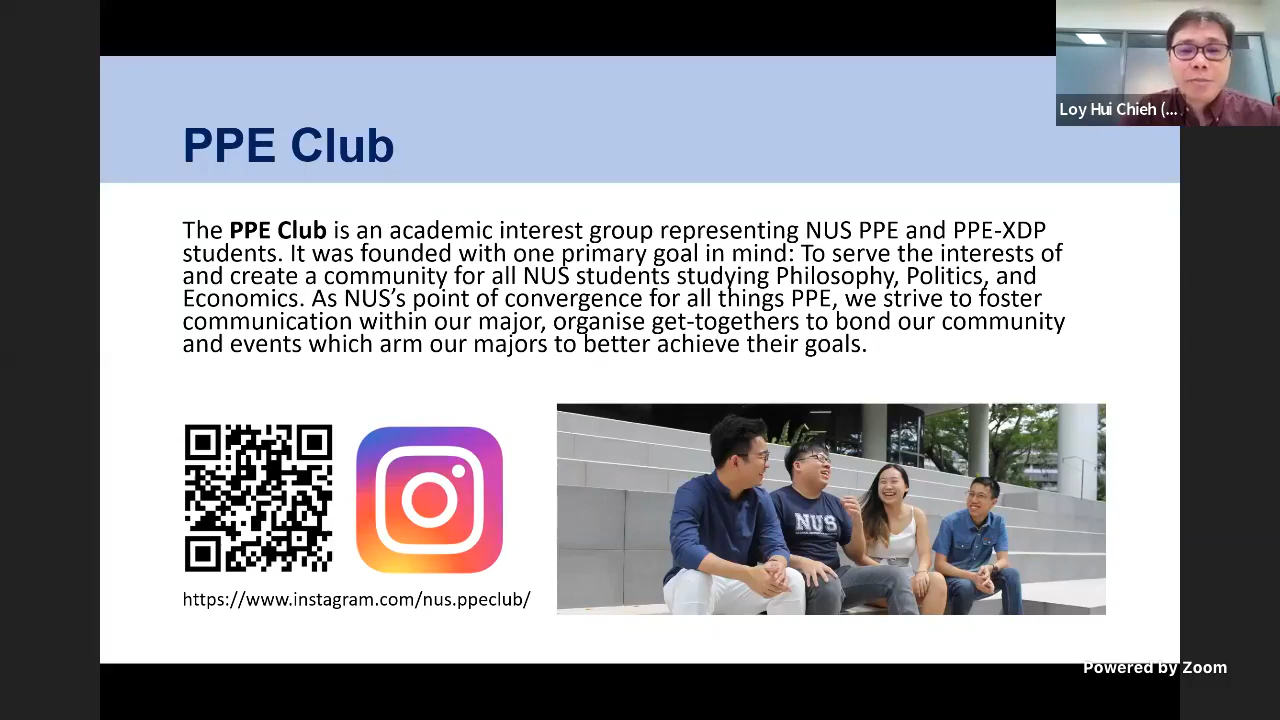 Loy Hui Chieh (...
PPE Club
The PPE Club is an academic interest group representing NUS PPE and PPE-XDP
students. It was founded with one primary goal in mind: To serve the interests of
and create a community for all NUS students studying Philosophy, Politics, and
Economics. As NUS’s point of convergence for all things PPE, we strive to foster
communication within our major, organise get-togethers to bond our community
and events which arm our majors to better achieve their goals.
NUS
https://www.instagram.com/nus.ppeclub/
Powered by Zoom